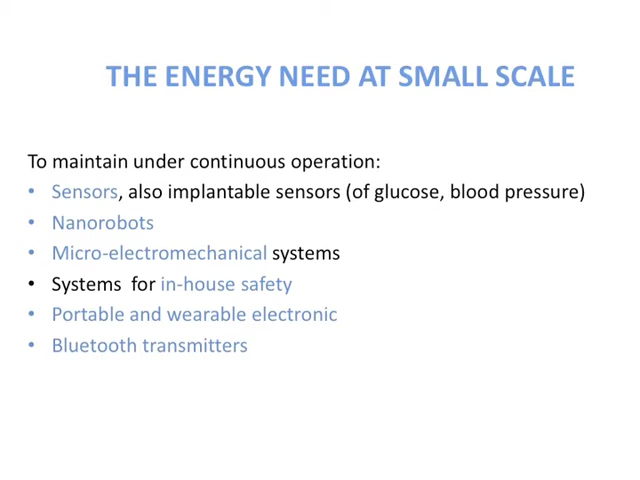 THE ENERGY NEED AT SMALL SCALE
To maintain under continuous operation:
• Sensors, also implantable sensors (of glucose, blood pressure)
• Nanorobots
• Micro-electromechanical systems
• Systems for in-house safety
• Portable and wearable electronic
• Bluetooth transmitters